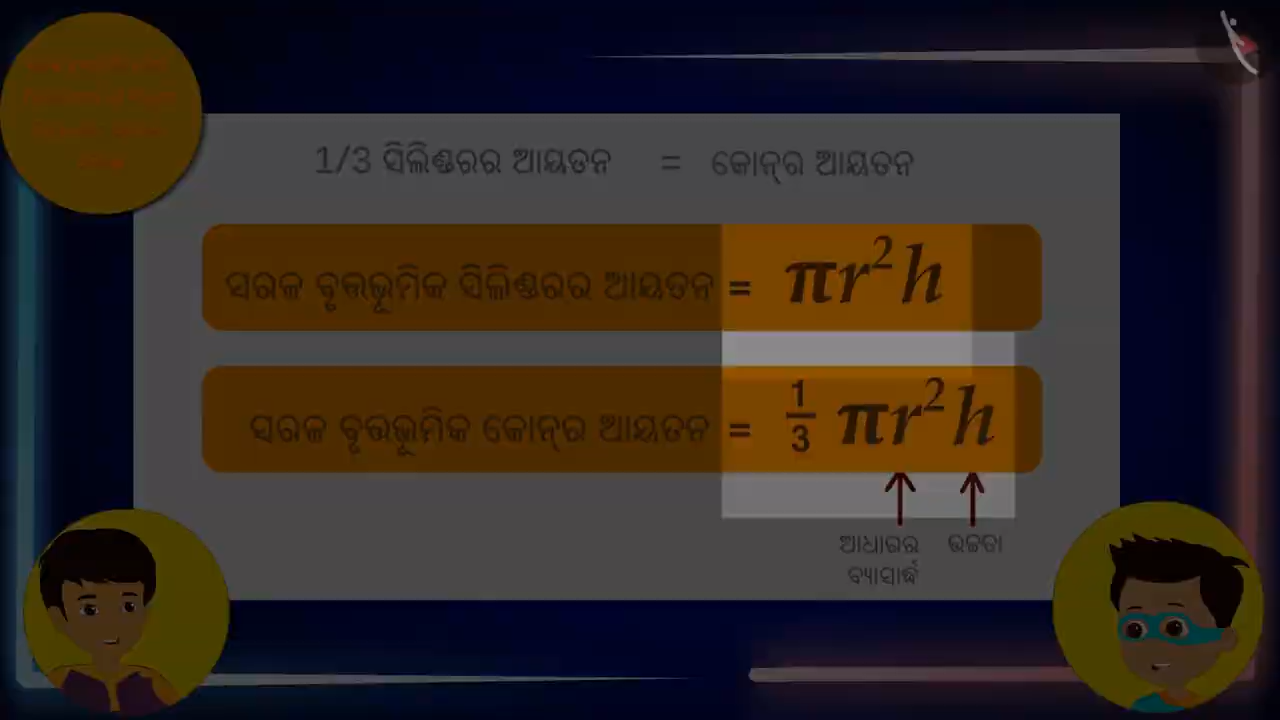 1/3 ସିଲିଣ୍ଡରର ଆୟତନ = କୋନ୍‌ର ଆୟତନ
ସରଳ ବୃତ୍ତଭୂମିକ ସିଲିଣ୍ଡରର ଆୟତନ = πr²h
ସରଳ ବୃତ୍ତଭୂମିକ କୋନ୍‌ର ଆୟତନ = 1/3 πr²h
ଆଧାରର ଉଚ୍ଚତା
ବ୍ୟାସାର୍ଦ୍ଧ